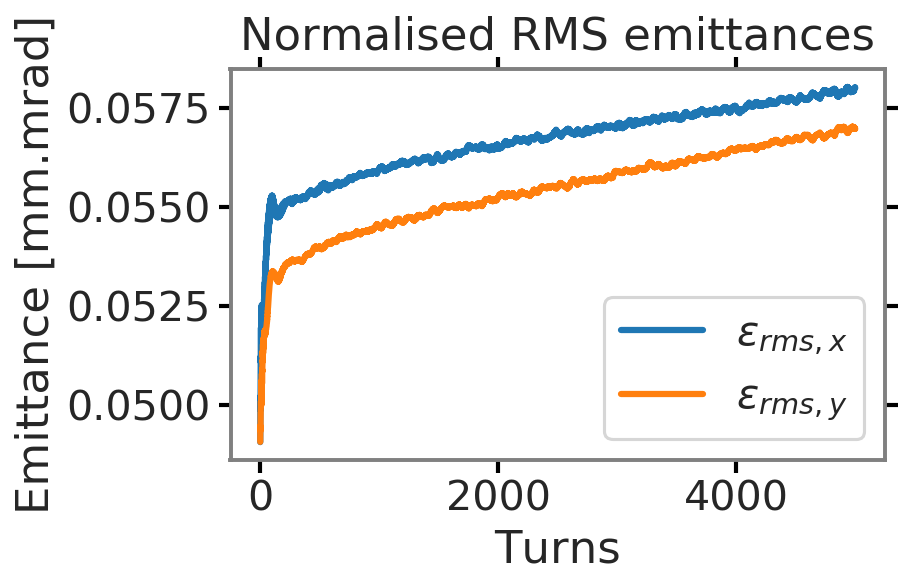 Normalised RMS emittances
Emittance [mm.mrad]
0.0575
0.0550
0.0525
0.0500
ε_{rms, x}
ε_{rms, y}
0 2000 4000
Turns